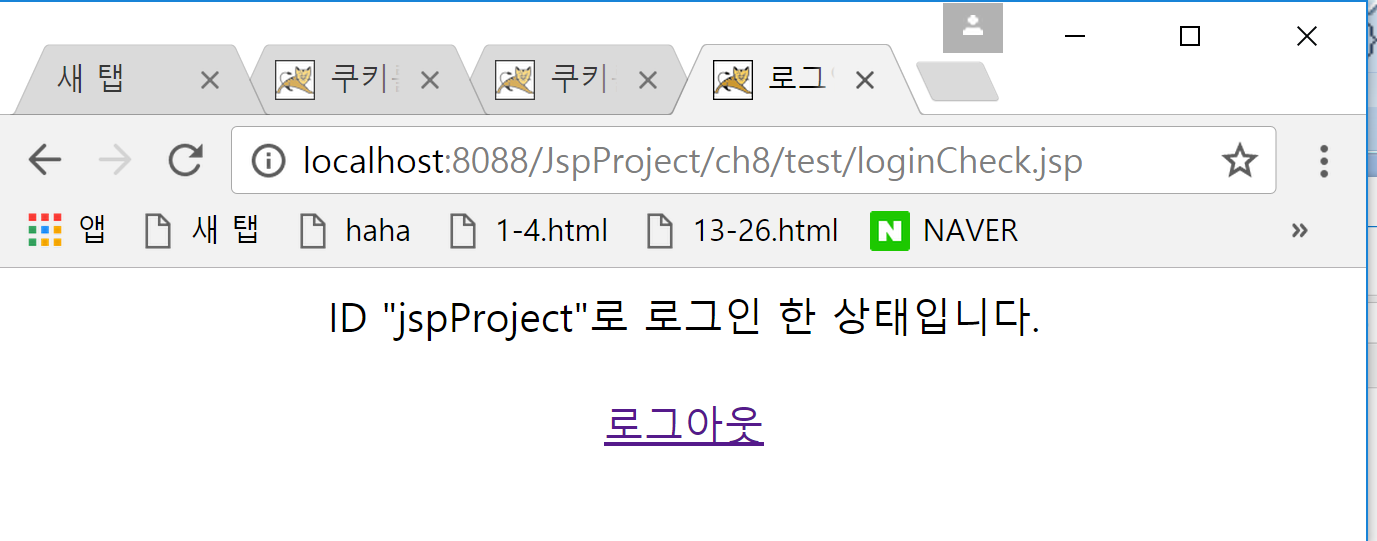 새 탭 쿠키 쿠키 로그
localhost:8088/JspProject/ch8/test/loginCheck.jsp
앱 새 탭 haha 1-4.html 13-26.html N NAVER »
ID "jspProject"로 로그인 한 상태입니다.
로그아웃